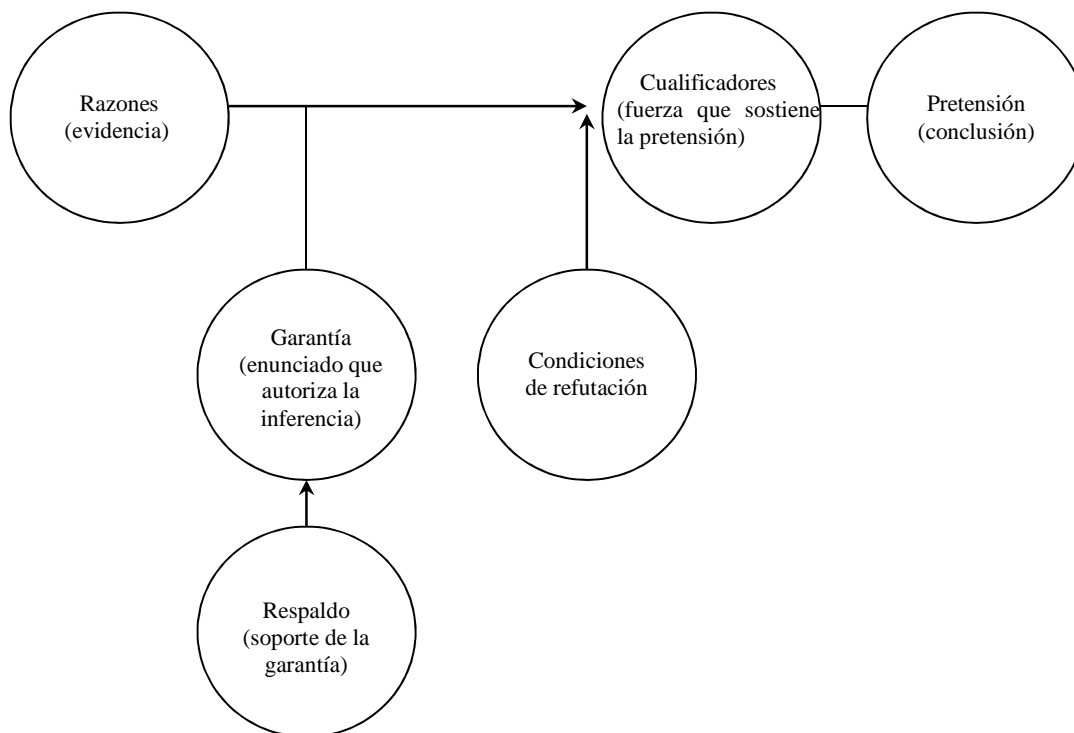 Razones
(evidencia)
Cualificadores
(fuerza que sostiene
la pretensión)
Pretensión
(conclusión)
Garantía
(enunciado que
autoriza la
inferencia)
Condiciones
de refutación
Respaldo
(soporte de la
garantía)